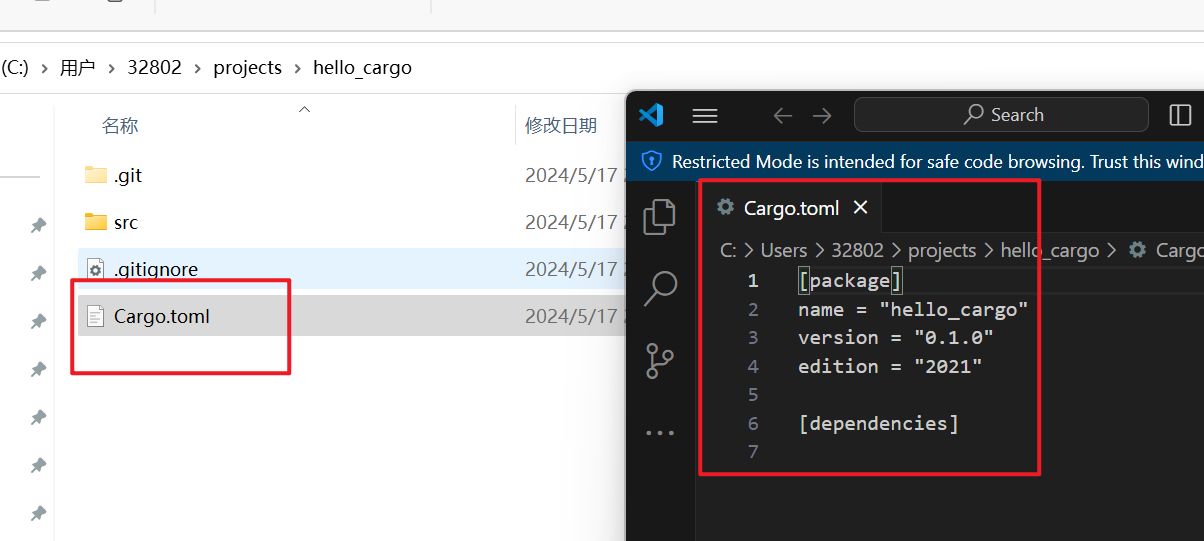 (C:) › 用户 › 32802 › projects › hello_cargo
名称
修改日期
.git
2024/5/17
src
2024/5/17
.gitignore
2024/5/17
Cargo.toml
2024/5/17
Search
Restricted Mode is intended for safe code browsing. Trust this wind
Cargo.toml
C: > Users > 32802 > projects > hello_cargo > Cargo
1 [package]
2 name = "hello_cargo"
3 version = "0.1.0"
4 edition = "2021"
5
6 [dependencies]
7